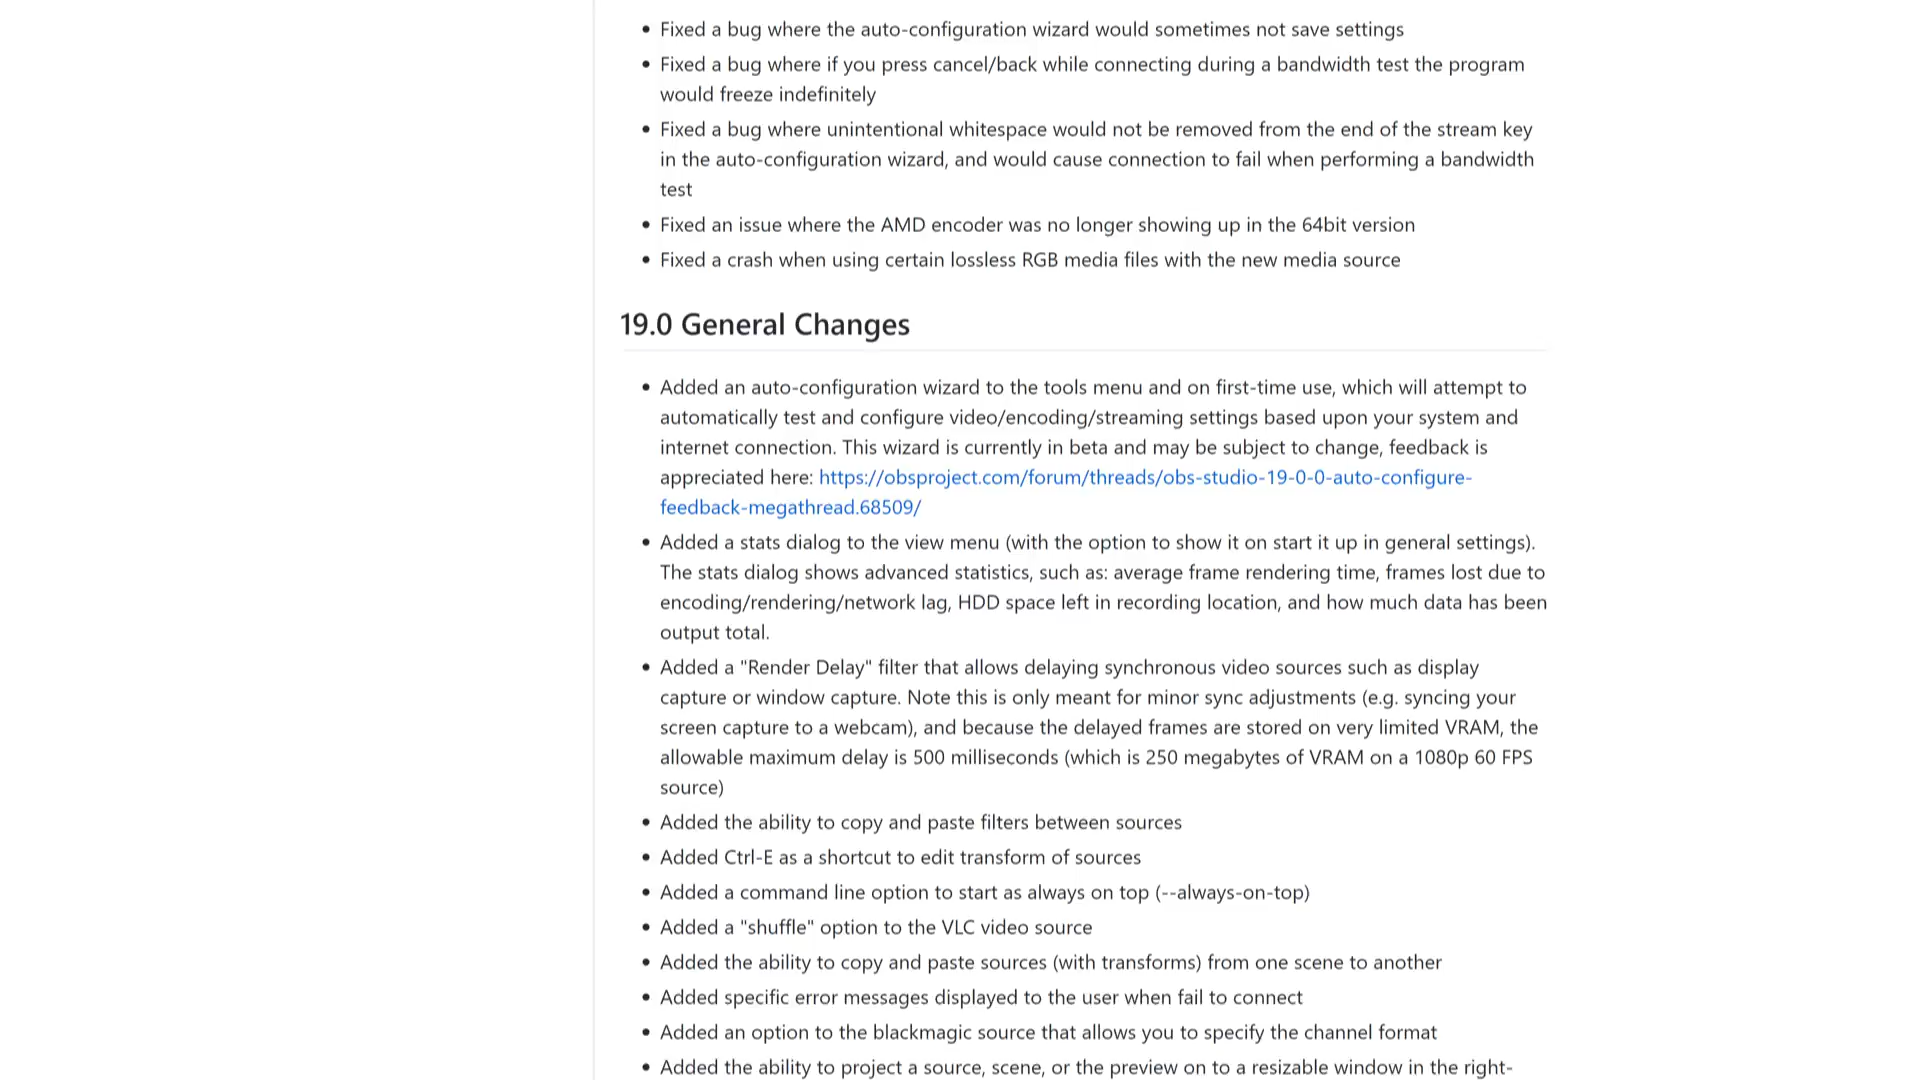 • Fixed a bug where the auto-configuration wizard would sometimes not save settings
• Fixed a bug where if you press cancel/back while connecting during a bandwidth test the program
would freeze indefinitely
• Fixed a bug where unintentional whitespace would not be removed from the end of the stream key
in the auto-configuration wizard, and would cause connection to fail when performing a bandwidth
test
• Fixed an issue where the AMD encoder was no longer showing up in the 64bit version
• Fixed a crash when using certain lossless RGB media files with the new media source
19.0 General Changes
• Added an auto-configuration wizard to the tools menu and on first-time use, which will attempt to
automatically test and configure video/encoding/streaming settings based upon your system and
internet connection. This wizard is currently in beta and may be subject to change, feedback is
appreciated here: https://obsproject.com/forum/threads/obs-studio-19-0-0-auto-configure-
feedback-megathread.68509/
• Added a stats dialog to the view menu (with the option to show it on start it up in general settings).
The stats dialog shows advanced statistics, such as: average frame rendering time, frames lost due to
encoding/rendering/network lag, HDD space left in recording location, and how much data has been
output total.
• Added a "Render Delay" filter that allows delaying synchronous video sources such as display
capture or window capture. Note this is only meant for minor sync adjustments (e.g. syncing your
screen capture to a webcam), and because the delayed frames are stored on very limited VRAM, the
allowable maximum delay is 500 milliseconds (which is 250 megabytes of VRAM on a 1080p 60 FPS
source)
• Added the ability to copy and paste filters between sources
• Added Ctrl-E as a shortcut to edit transform of sources
• Added a command line option to start as always on top (--always-on-top)
• Added a "shuffle" option to the VLC video source
• Added the ability to copy and paste sources (with transforms) from one scene to another
• Added specific error messages displayed to the user when fail to connect
• Added an option to the blackmagic source that allows you to specify the channel format
• Added the ability to project a source, scene, or the preview on to a resizable window in the right-